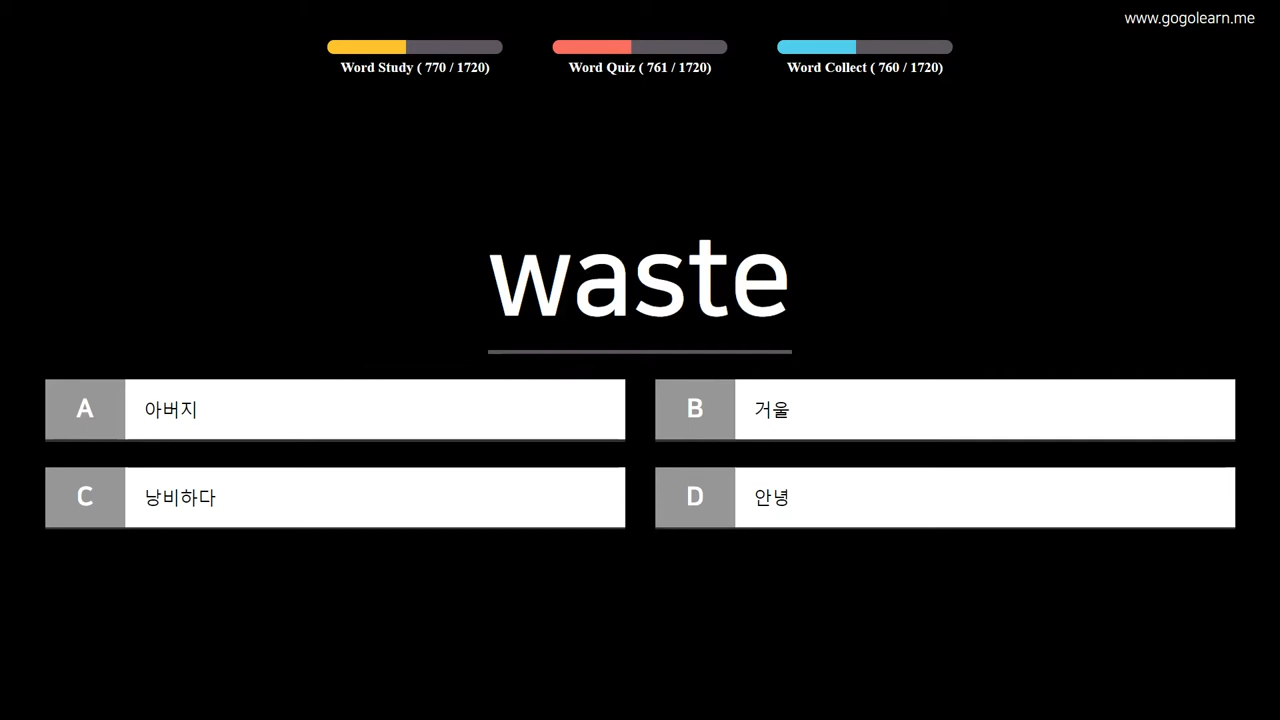 www.gogolearn.me
Word Study ( 770 / 1720)
Word Quiz ( 761 / 1720)
Word Collect ( 760 / 1720)
waste
A 아버지
B 거울
C 낭비하다
D 안녕